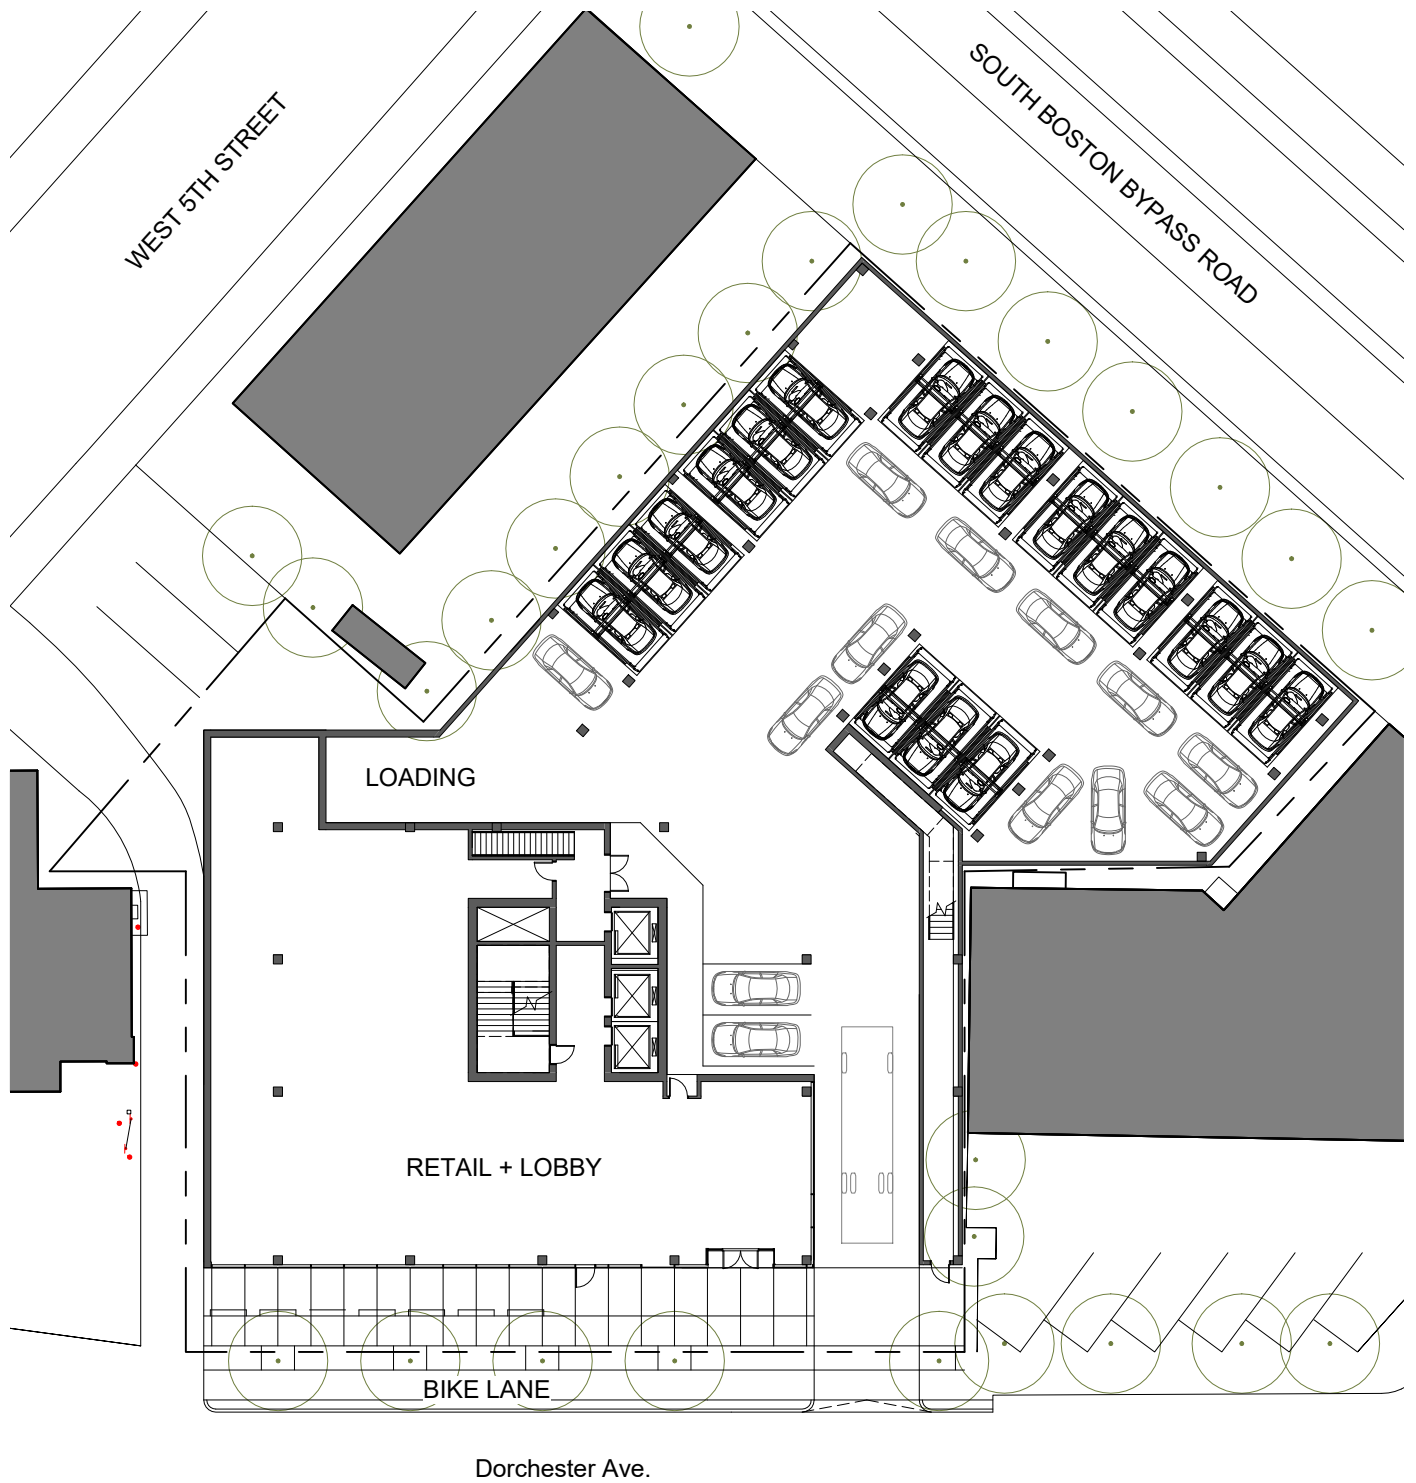 SOUTH BOSTON BYPASS ROAD
WEST 5TH STREET
LOADING
RETAIL + LOBBY
BIKE LANE
Dorchester Ave.